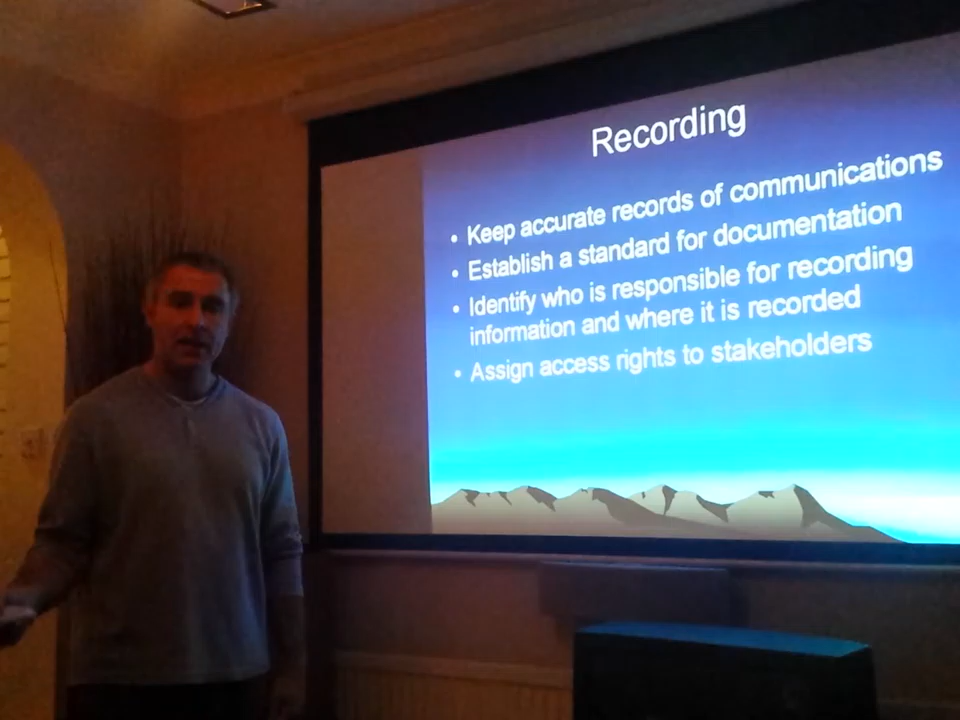 Recording
• Keep accurate records of communications
• Establish a standard for documentation
• Identify who is responsible for recording
information and where it is recorded
• Assign access rights to stakeholders